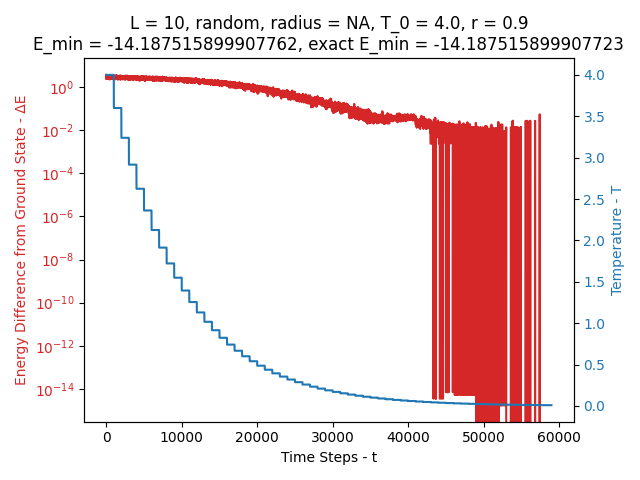 L = 10, random, radius = NA, T_0 = 4.0, r = 0.9
E_min = -14.187515899907762, exact E_min = -14.187515899907723
Energy Difference from Ground State - ΔE
10⁰
10⁻²
10⁻⁴
10⁻⁶
10⁻⁸
10⁻¹⁰
10⁻¹²
10⁻¹⁴
4.0
3.5
3.0
2.5
2.0
1.5
1.0
0.5
0.0
Temperature - T
0 10000 20000 30000 40000 50000 60000
Time Steps - t